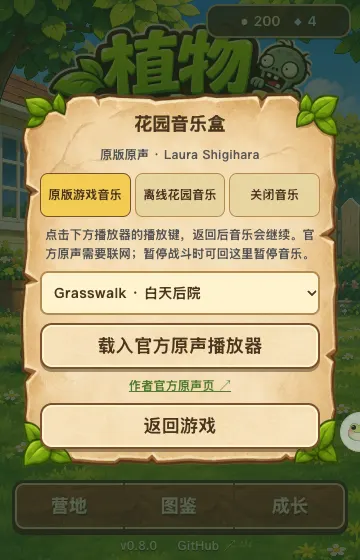 200 4
植物
花园音乐盒
原版原声 · Laura Shigihara
原版游戏音乐 离线花园音乐 关闭音乐
点击下方播放器的播放键，返回后音乐会继续。官
方原声需要联网；暂停战斗时可回这里暂停音乐。
Grasswalk · 白天后院
载入官方原声播放器
作者官方原声页 ↗
返回游戏
营地 图鉴 成长
v0.8.0 GitHub